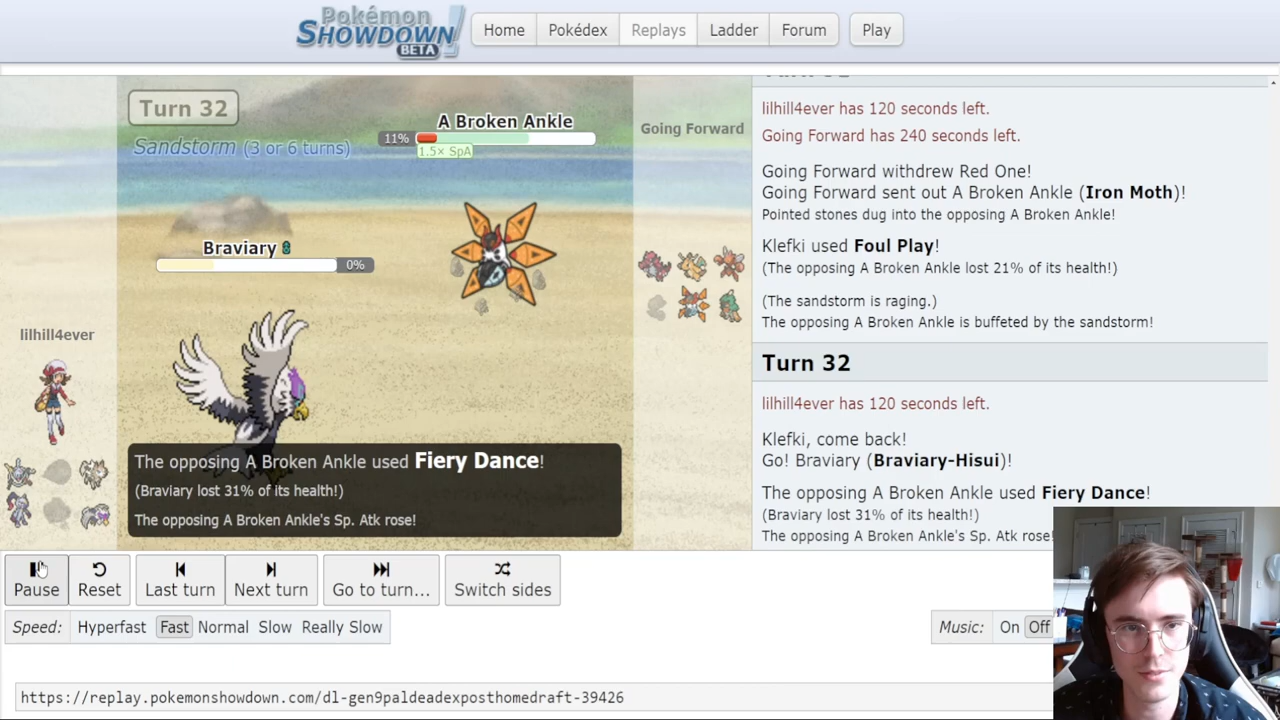 Pokémon
SHOWDOWN!
BETA
Home
Pokédex
Replays
Ladder
Forum
Play
Turn 32
Sandstorm (3 or 6 turns)
A Broken Ankle
11%
1.5× SpA
Braviary
0%
lilhill4ever
Going Forward
The opposing A Broken Ankle used Fiery Dance!
(Braviary lost 31% of its health!)
The opposing A Broken Ankle's Sp. Atk rose!
lilhill4ever has 120 seconds left.
Going Forward has 240 seconds left.
Going Forward withdrew Red One!
Going Forward sent out A Broken Ankle (Iron Moth)!
Pointed stones dug into the opposing A Broken Ankle!
Klefki used Foul Play!
(The opposing A Broken Ankle lost 21% of its health!)
(The sandstorm is raging.)
The opposing A Broken Ankle is buffeted by the sandstorm!
Turn 32
lilhill4ever has 120 seconds left.
Klefki, come back!
Go! Braviary (Braviary-Hisui)!
The opposing A Broken Ankle used Fiery Dance!
(Braviary lost 31% of its health!)
The opposing A Broken Ankle's Sp. Atk rose!
Pause
Reset
Last turn
Next turn
Go to turn...
Switch sides
Speed: Hyperfast Fast Normal Slow Really Slow
Music: On Off
https://replay.pokemonshowdown.com/dl-gen9paldeadexposthomedraft-39426